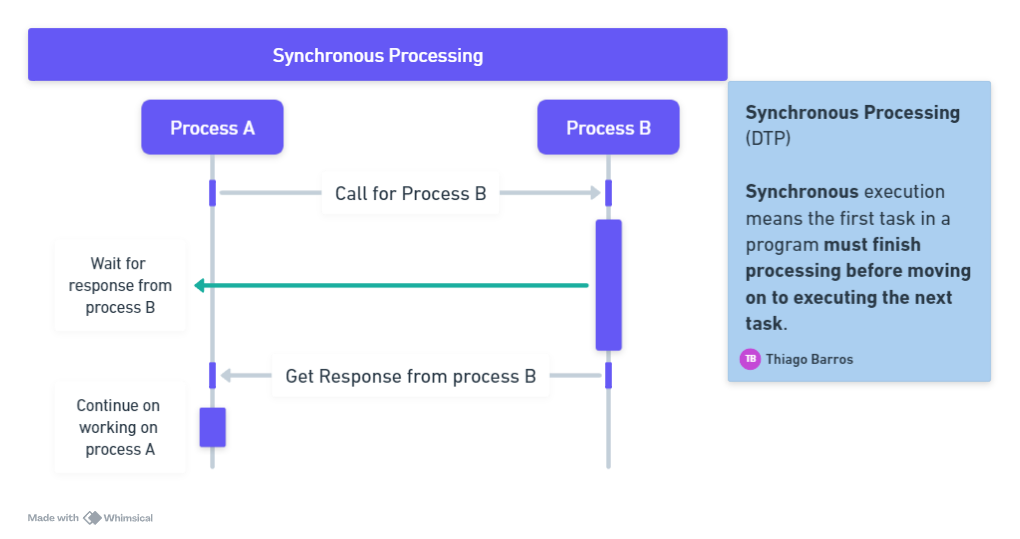 Synchronous Processing
Process A
Process B
Synchronous Processing
(DTP)
Synchronous execution
means the first task in a
program must finish
processing before moving
on to executing the next
task.
TB Thiago Barros
Call for Process B
Wait for
response from
process B
Get Response from process B
Continue on
working on
process A
Made with Whimsical